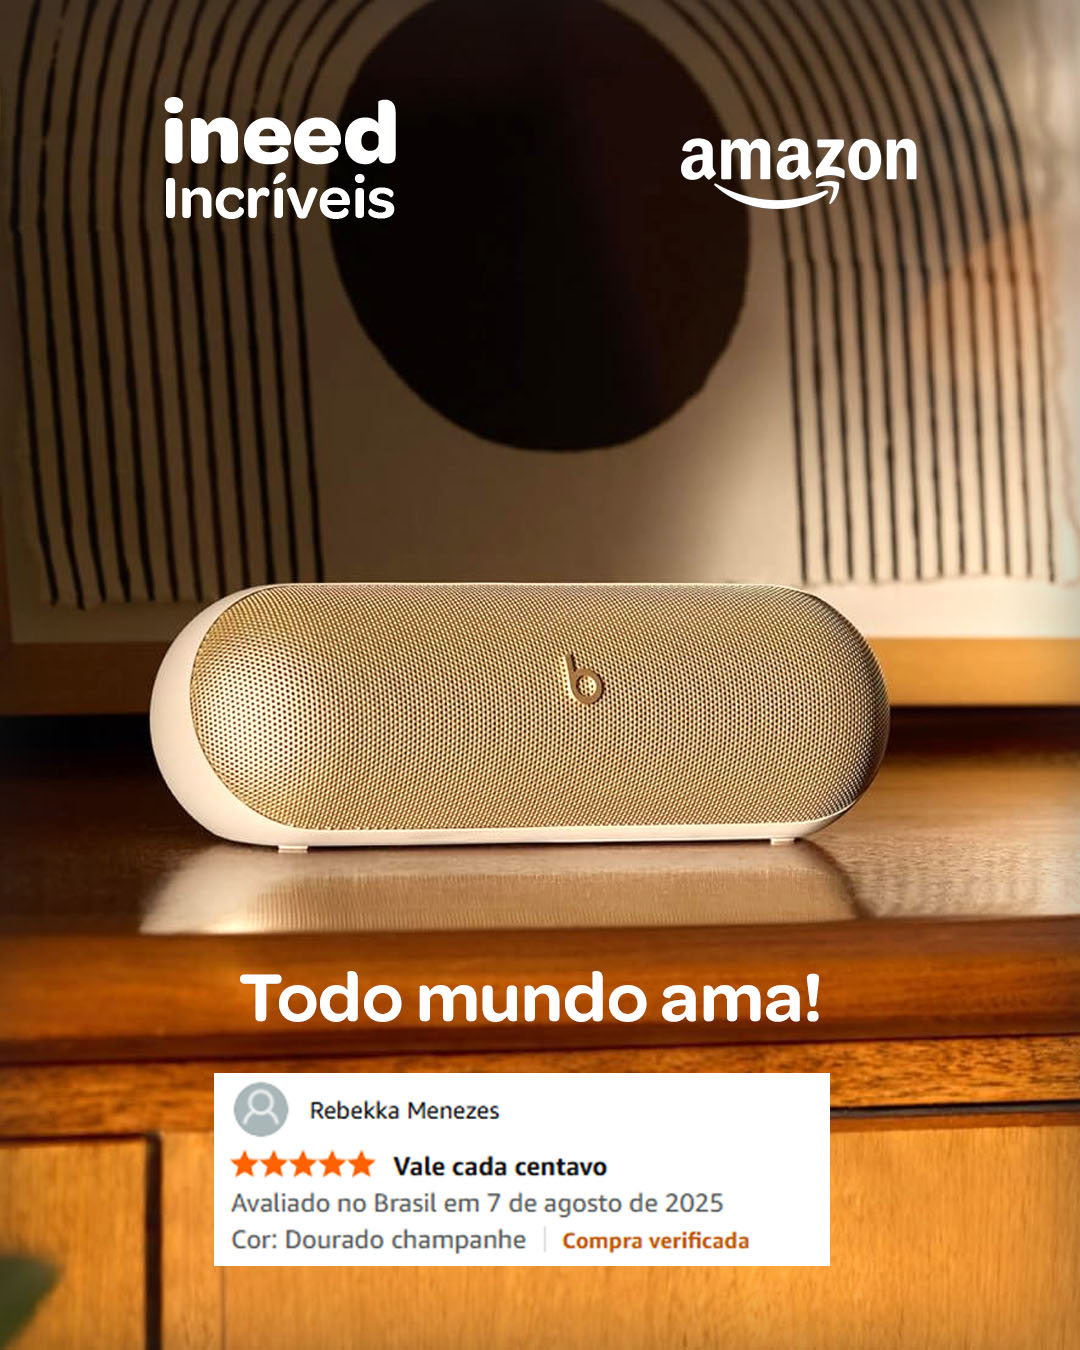 ineed
Incríveis
amazon
b
Todo mundo ama!
Rebekka Menezes
Vale cada centavo
Avaliado no Brasil em 7 de agosto de 2025
Cor: Dourado champanhe | Compra verificada